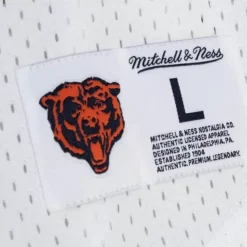 Mitchell & Ness
L
MITCHELL & NESS NOSTALGIA CO.
AUTHENTIC LICENSED APPAREL
DESIGNED IN PHILADELPHIA, PA.
ESTABLISHED 1904
AUTHENTIC. PREMIUM. LEGENDARY.